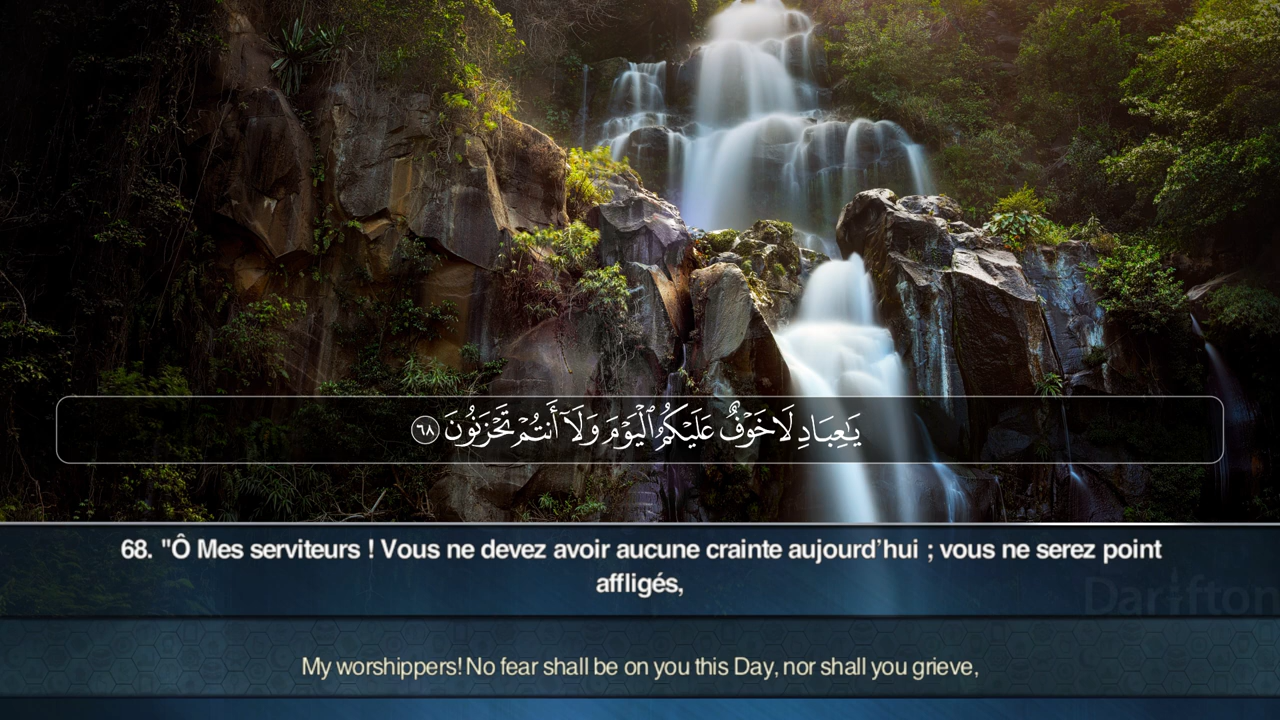 يَـٰعِبَادِ لَا خَوْفٌ عَلَيْكُمُ ٱلْيَوْمَ وَلَآ أَنتُمْ تَحْزَنُونَ ٦٨
68. "Ô Mes serviteurs ! Vous ne devez avoir aucune crainte aujourd’hui ; vous ne serez point
affligés,
My worshippers! No fear shall be on you this Day, nor shall you grieve,